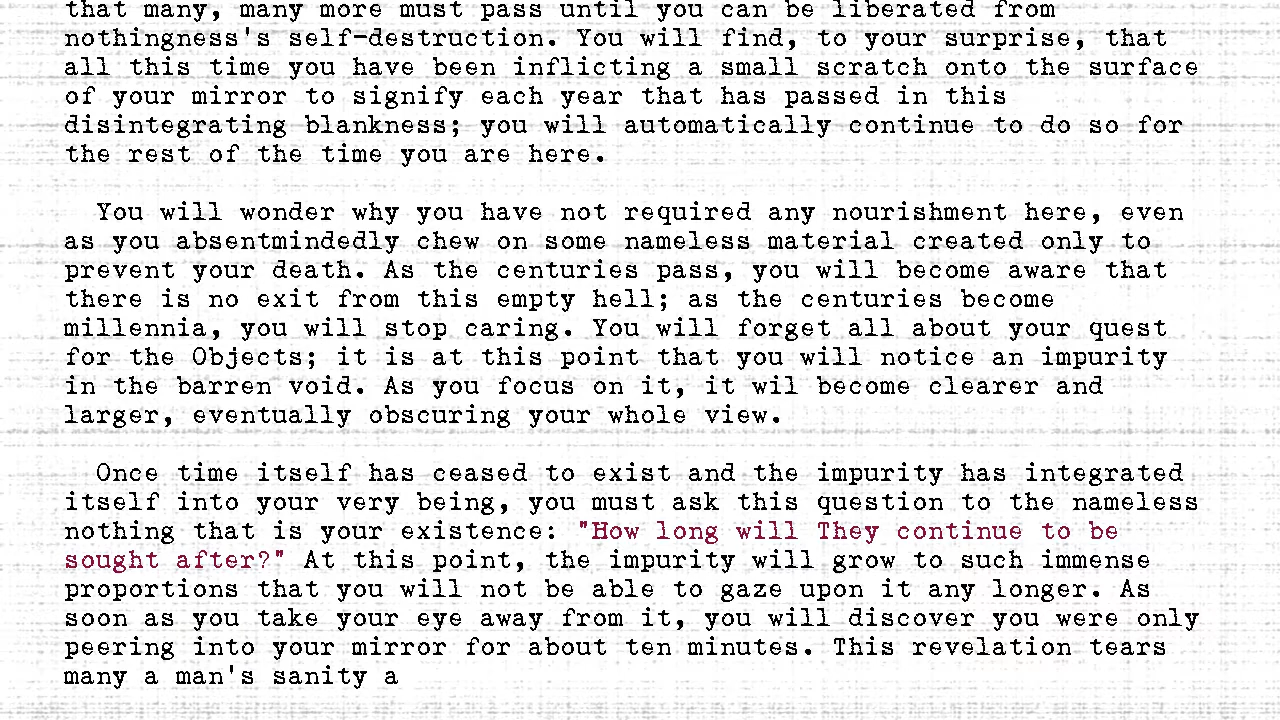 that many, many more must pass until you can be liberated from
nothingness's self-destruction. You will find, to your surprise, that
all this time you have been inflicting a small scratch onto the surface
of your mirror to signify each year that has passed in this
disintegrating blankness; you will automatically continue to do so for
the rest of the time you are here.
You will wonder why you have not required any nourishment here, even
as you absentmindedly chew on some nameless material created only to
prevent your death. As the centuries pass, you will become aware that
there is no exit from this empty hell; as the centuries become
millennia, you will stop caring. You will forget all about your quest
for the Objects; it is at this point that you will notice an impurity
in the barren void. As you focus on it, it wil become clearer and
larger, eventually obscuring your whole view.
Once time itself has ceased to exist and the impurity has integrated
itself into your very being, you must ask this question to the nameless
nothing that is your existence: "How long will They continue to be
sought after?" At this point, the impurity will grow to such immense
proportions that you will not be able to gaze upon it any longer. As
soon as you take your eye away from it, you will discover you were only
peering into your mirror for about ten minutes. This revelation tears
many a man's sanity a